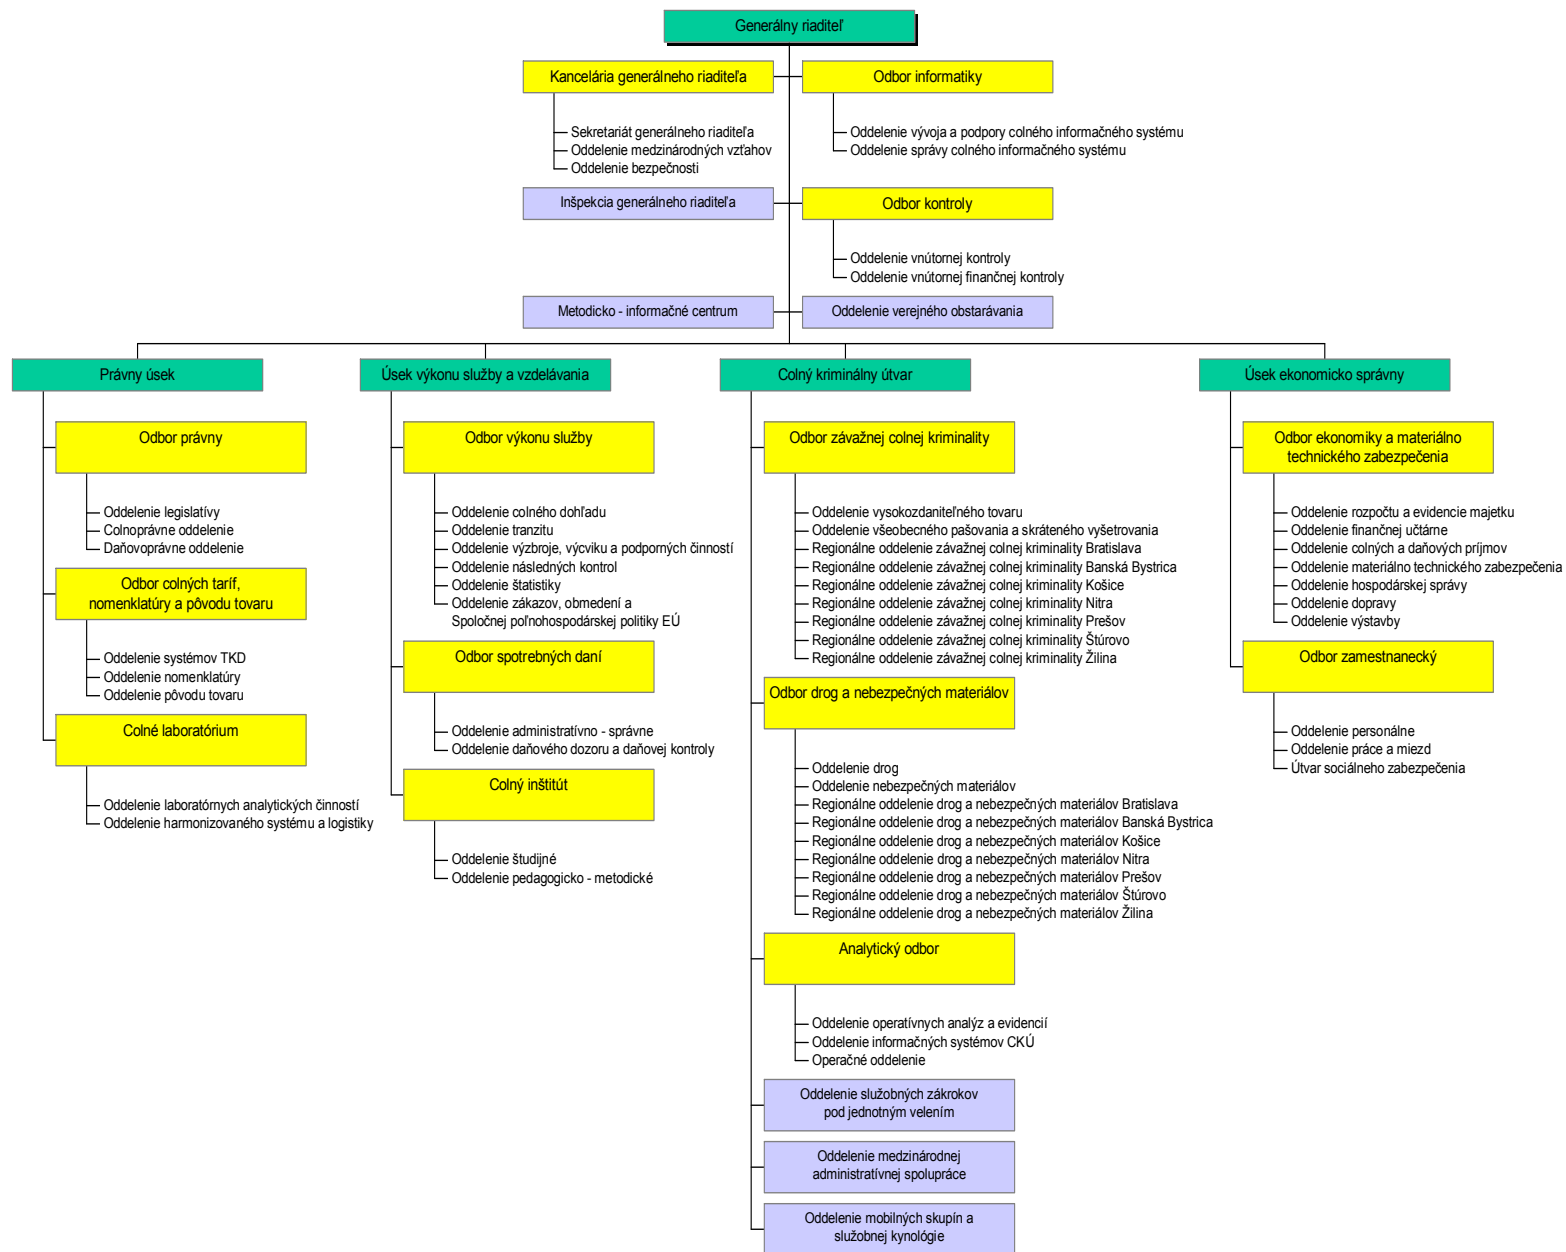 Generálny riaditeľ
Kancelária generálneho riaditeľa
Sekretariát generálneho riaditeľa
Oddelenie medzinárodných vzťahov
Oddelenie bezpečnosti
Odbor informatiky
Oddelenie vývoja a podpory colného informačného systému
Oddelenie správy colného informačného systému
Inšpekcia generálneho riaditeľa
Odbor kontroly
Oddelenie vnútornej kontroly
Oddelenie vnútornej finančnej kontroly
Metodicko - informačné centrum
Oddelenie verejného obstarávania
Právny úsek
Odbor právny
Oddelenie legislatívy
Colnoprávne oddelenie
Daňovoprávne oddelenie
Odbor colných taríf,
nomenklatúry a pôvodu tovaru
Oddelenie systémov TKD
Oddelenie nomenklatúry
Oddelenie pôvodu tovaru
Colné laboratórium
Oddelenie laboratórnych analytických činností
Oddelenie harmonizovaného systému a logistiky
Úsek výkonu služby a vzdelávania
Odbor výkonu služby
Oddelenie colného dohľadu
Oddelenie tranzitu
Oddelenie výzbroje, výcviku a podporných činností
Oddelenie následných kontrol
Oddelenie štatistiky
Oddelenie zákazov, obmedení a
Spoločnej poľnohospodárskej politiky EÚ
Odbor spotrebných daní
Oddelenie administratívno - správne
Oddelenie daňového dozoru a daňovej kontroly
Colný inštitút
Oddelenie študijné
Oddelenie pedagogicko - metodické
Colný kriminálny útvar
Odbor závažnej colnej kriminality
Oddelenie vysokozdaniteľného tovaru
Oddelenie všeobecného pašovania a skráteného vyšetrovania
Regionálne oddelenie závažnej colnej kriminality Bratislava
Regionálne oddelenie závažnej colnej kriminality Banská Bystrica
Regionálne oddelenie závažnej colnej kriminality Košice
Regionálne oddelenie závažnej colnej kriminality Nitra
Regionálne oddelenie závažnej colnej kriminality Prešov
Regionálne oddelenie závažnej colnej kriminality Štúrovo
Regionálne oddelenie závažnej colnej kriminality Žilina
Odbor drog a nebezpečných materiálov
Oddelenie drog
Oddelenie nebezpečných materiálov
Regionálne oddelenie drog a nebezpečných materiálov Bratislava
Regionálne oddelenie drog a nebezpečných materiálov Banská Bystrica
Regionálne oddelenie drog a nebezpečných materiálov Košice
Regionálne oddelenie drog a nebezpečných materiálov Nitra
Regionálne oddelenie drog a nebezpečných materiálov Prešov
Regionálne oddelenie drog a nebezpečných materiálov Štúrovo
Regionálne oddelenie drog a nebezpečných materiálov Žilina
Analytický odbor
Oddelenie operatívnych analýz a evidencií
Oddelenie informačných systémov CKÚ
Operačné oddelenie
Oddelenie služobných zákrokov
pod jednotným velením
Oddelenie medzinárodnej
administratívnej spolupráce
Oddelenie mobilných skupín a
služobnej kynológie
Úsek ekonomicko správny
Odbor ekonomiky a materiálno
technického zabezpečenia
Oddelenie rozpočtu a evidencie majetku
Oddelenie finančnej učtárne
Oddelenie colných a daňových príjmov
Oddelenie materiálno technického zabezpečenia
Oddelenie hospodárskej správy
Oddelenie dopravy
Oddelenie výstavby
Odbor zamestnanecký
Oddelenie personálne
Oddelenie práce a miezd
Útvar sociálneho zabezpečenia